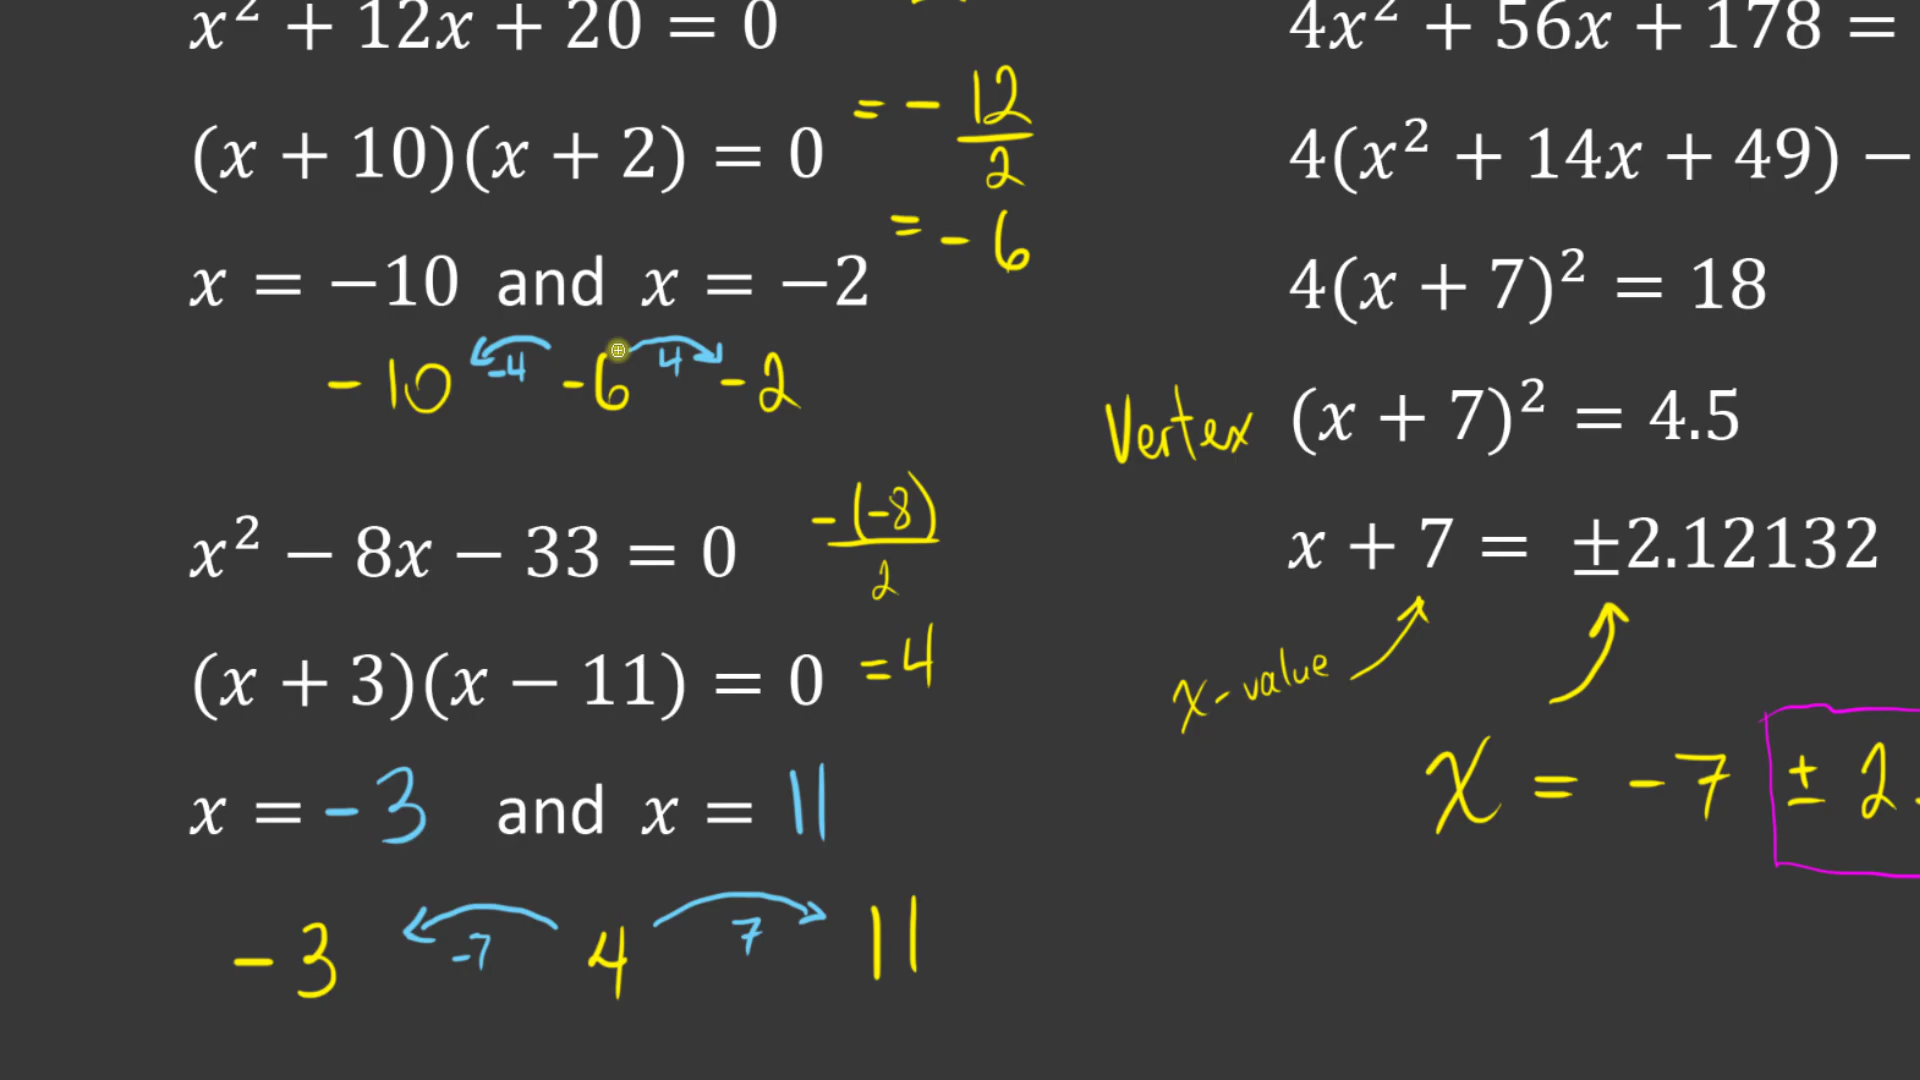 x² + 12x + 20 = 0
= - 12/2
(x + 10)(x + 2) = 0
= - 6
x = −10 and x = −2
-10 -4 -6 4 -2
x² − 8x − 33 = 0
-(-8)/2
(x + 3)(x − 11) = 0
= 4
x = -3 and x = 11
-3 -7 4 7 11
4x² + 56x + 178 =
4(x² + 14x + 49) −
4(x + 7)² = 18
Vertex (x + 7)² = 4.5
x + 7 = ±2.12132
x-value
x = -7 ± 2.